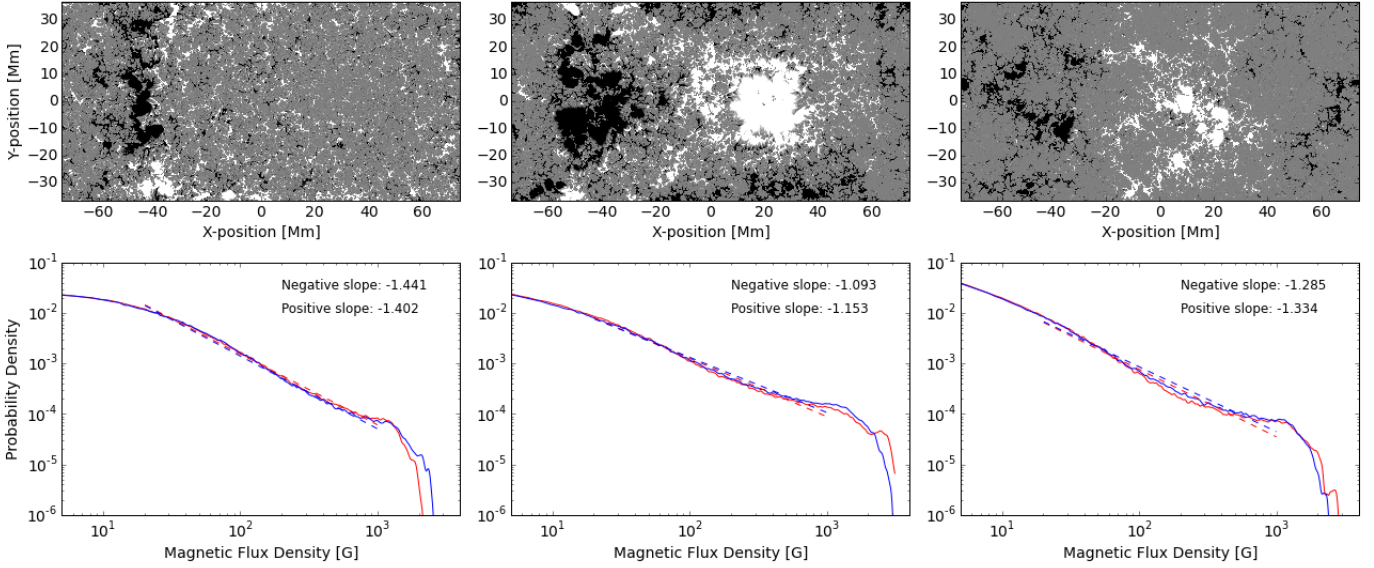 30
20
10
0
−10
−20
−30
Y-position [Mm]
−60 −40 −20 0 20 40 60
X-position [Mm]
30
20
10
0
−10
−20
−30
−60 −40 −20 0 20 40 60
X-position [Mm]
30
20
10
0
−10
−20
−30
−60 −40 −20 0 20 40 60
X-position [Mm]
10^-1
10^-2
10^-3
10^-4
10^-5
10^-6
Probability Density
Negative slope: -1.441
Positive slope: -1.402
10^1 10^2 10^3
Magnetic Flux Density [G]
10^-1
10^-2
10^-3
10^-4
10^-5
10^-6
Negative slope: -1.093
Positive slope: -1.153
10^1 10^2 10^3
Magnetic Flux Density [G]
10^-1
10^-2
10^-3
10^-4
10^-5
10^-6
Negative slope: -1.285
Positive slope: -1.334
10^1 10^2 10^3
Magnetic Flux Density [G]